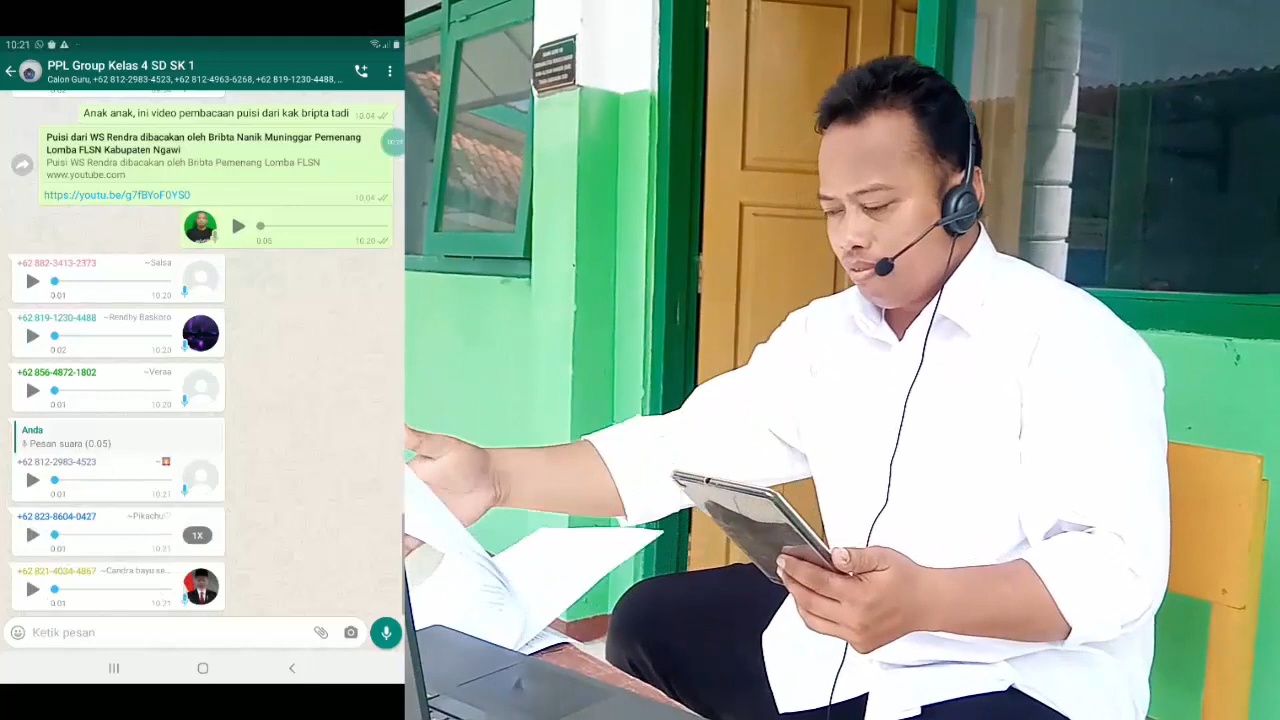 10:21
PPL Group Kelas 4 SD SK 1
Calon Guru, +62 812-2983-4523, +62 812-4963-6268, +62 819-1230-4488, ...
Anak anak, ini video pembacaan puisi dari kak bripta tadi
10.04
Puisi dari WS Rendra dibacakan oleh Bribta Nanik Muninggar Pemenang
Lomba FLSN Kabupaten Ngawi
Puisi WS Rendra dibacakan oleh Bribta Pemenang Lomba FLSN
www.youtube.com
https://youtu.be/g7fBYoF0YS0
10.04
0.05 10.20
+62 882-3413-2373 ~Salsa
0.01 10.20
+62 819-1230-4488 ~Rendhy Baskoro
0.02 10.20
+62 856-4872-1802 ~Veraa
0.01 10.20
Anda
Pesan suara (0.05)
+62 812-2983-4523 ~
0.01 10.21
+62 823-8604-0427 ~Pikachu♡
1X
0.01 10.21
+62 821-4034-4867 ~Candra bayu se...
0.01 10.21
Ketik pesan